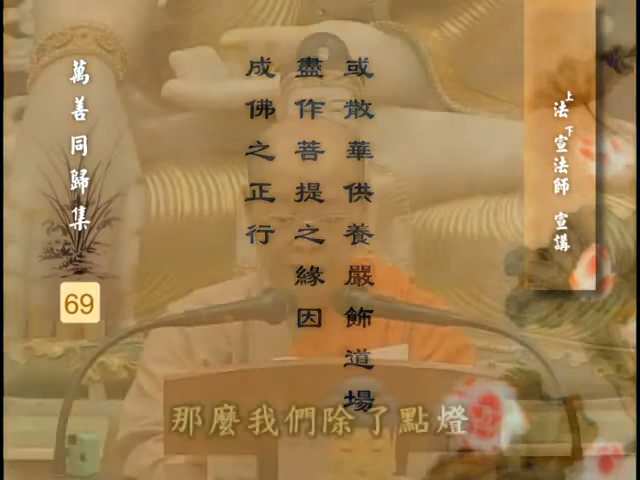 上法下宣法師 宣講
或散華供養嚴飾道場
盡作菩提之緣因
成佛之正行
萬善同歸集
69
那麼我們除了點燈